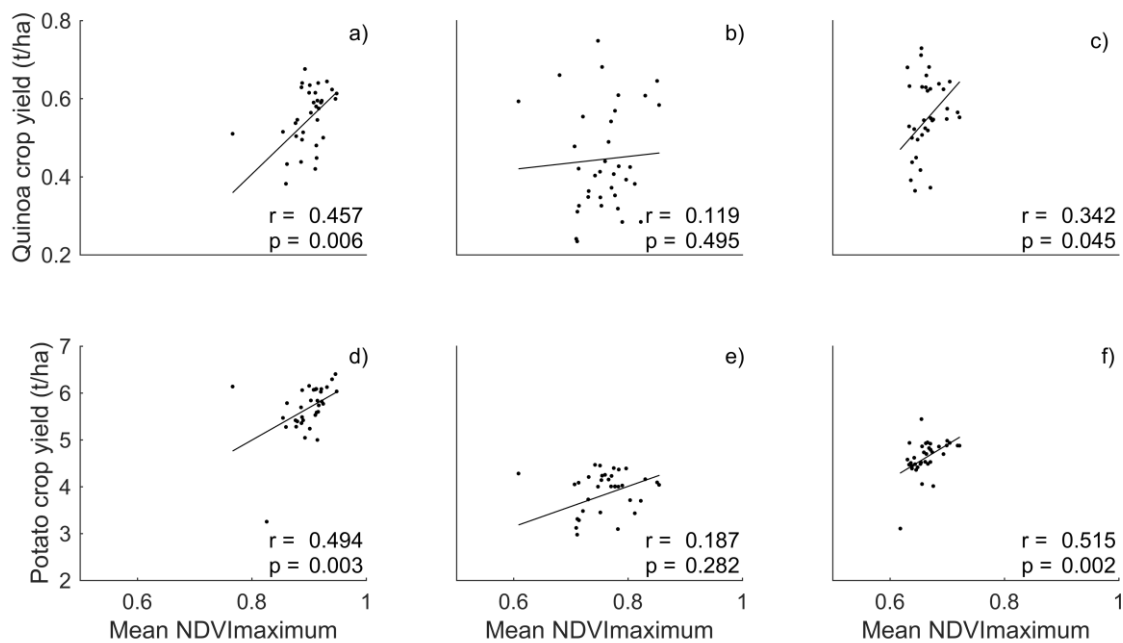 0.8
a)
b)
c)
Quinoa crop yield (t/ha)
0.6
0.4
r = 0.457
p = 0.006
r = 0.119
p = 0.495
r = 0.342
p = 0.045
0.2
7
d)
e)
f)
Potato crop yield (t/ha)
6
5
4
3
r = 0.494
p = 0.003
r = 0.187
p = 0.282
r = 0.515
p = 0.002
2
0.6 0.8 1
0.6 0.8 1
0.6 0.8 1
Mean NDVImaximum
Mean NDVImaximum
Mean NDVImaximum